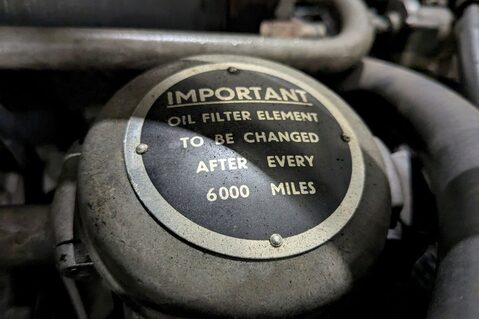 IMPORTANT
OIL FILTER ELEMENT
TO BE CHANGED
AFTER EVERY
6000 MILES